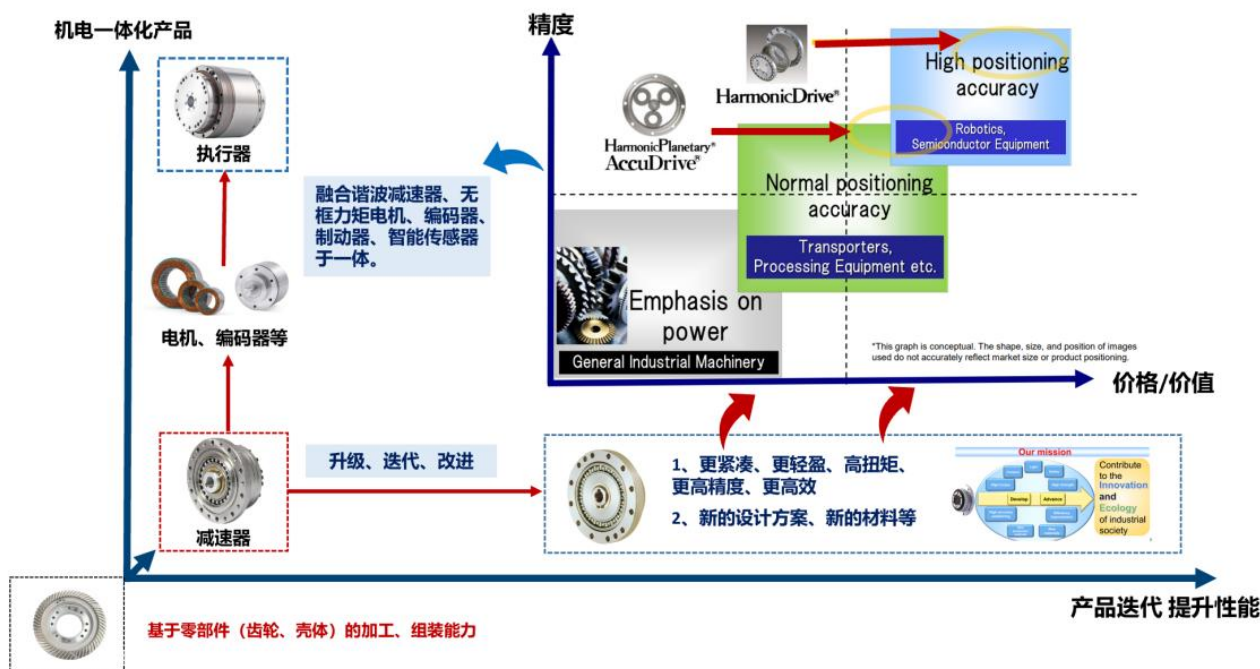 机电一体化产品
执行器
电机、编码器等
减速器
融合谐波减速器、无
框力矩电机、编码器、
制动器、智能传感器
于一体。
精度
HarmonicDrive®
HarmonicPlanetary®
AccuDrive®
High positioning
accuracy
Robotics,
Semiconductor Equipment
Normal positioning
accuracy
Transporters,
Processing Equipment etc.
Emphasis on
power
General Industrial Machinery
*This graph is conceptual. The shape, size, and position of images
used do not accurately reflect market size or product positioning.
价格/价值
升级、迭代、改进
1、更紧凑、更轻盈、高扭矩、
更高精度、更高效
2、新的设计方案、新的材料等
Our mission
Develop
Advance
Contribute
to the
Innovation
and
Ecology
of industrial
society
产品迭代 提升性能
基于零部件（齿轮、壳体）的加工、组装能力